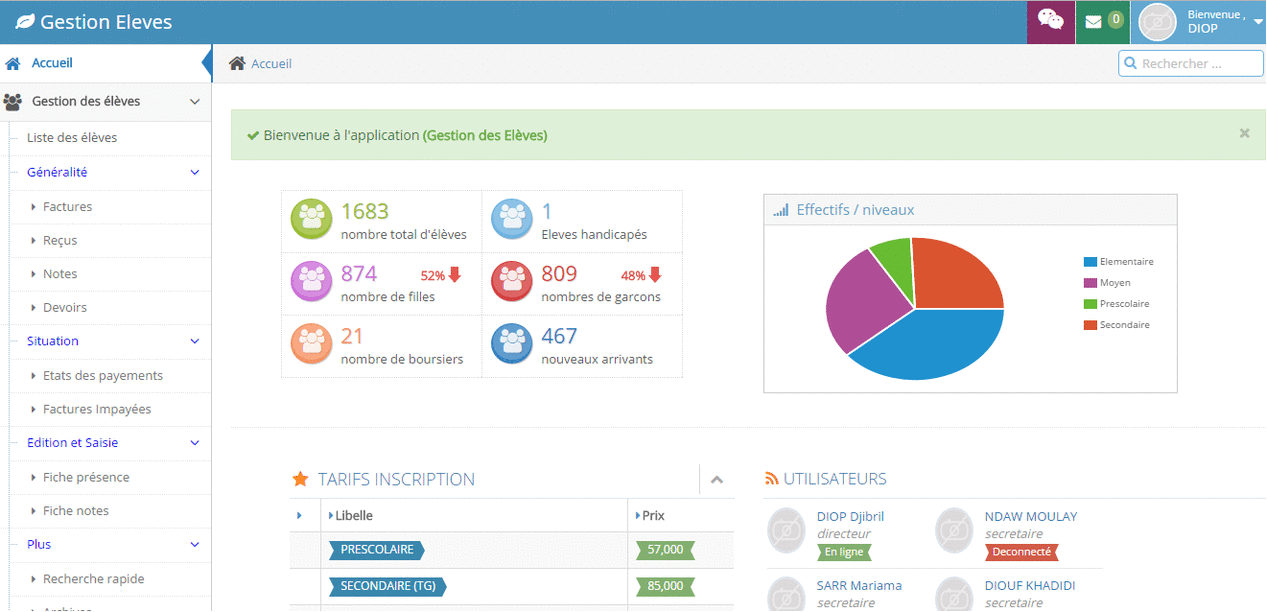 Gestion Eleves
0
Bienvenue ,
DIOP
Accueil
Accueil
Rechercher ...
Gestion des élèves
Liste des élèves
Généralité
Factures
Reçus
Notes
Devoirs
Situation
Etats des payements
Factures Impayées
Edition et Saisie
Fiche présence
Fiche notes
Plus
Recherche rapide
Archives
Bienvenue à l'application (Gestion des Elèves)
×
1683
nombre total d'élèves
1
Eleves handicapés
874
52%
nombre de filles
809
48%
nombres de garcons
21
nombre de boursiers
467
nouveaux arrivants
Effectifs / niveaux
Elementaire
Moyen
Prescolaire
Secondaire
TARIFS INSCRIPTION
Libelle
Prix
PRESCOLAIRE
57,000
SECONDAIRE (TG)
85,000
UTILISATEURS
DIOP Djibril
directeur
En ligne
NDAW MOULAY
secretaire
Deconnecté
SARR Mariama
secretaire
DIOUF KHADIDI
secretaire